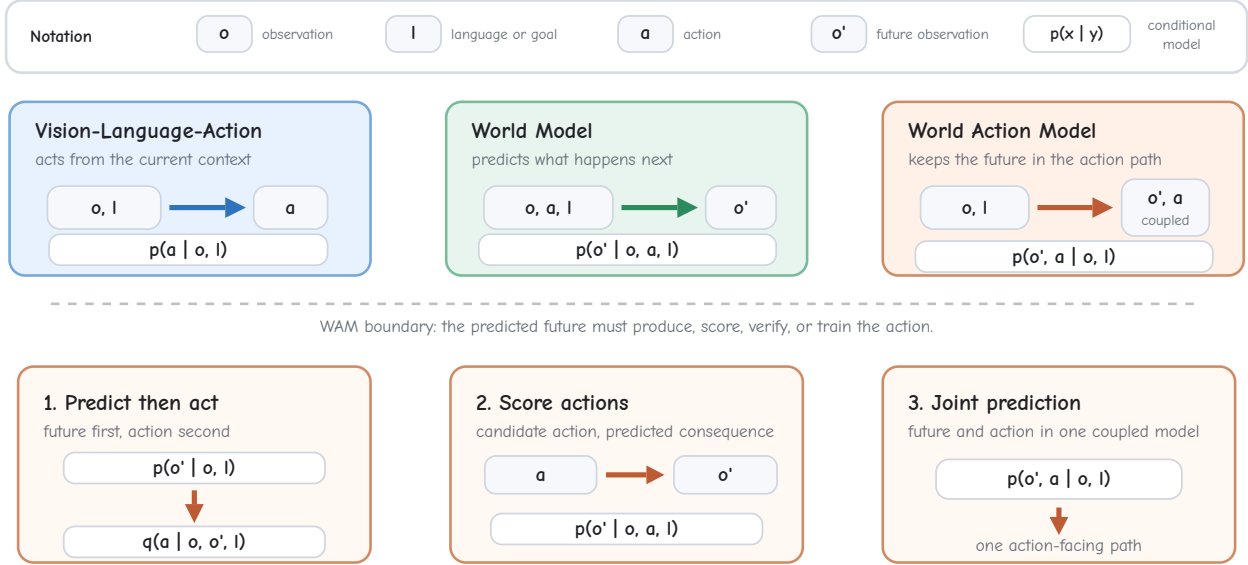 Notation
o observation
l language or goal
a action
o' future observation
p(x | y) conditional
model
Vision-Language-Action
acts from the current context
o, l
a
p(a | o, l)
World Model
predicts what happens next
o, a, l
o'
p(o' | o, a, l)
World Action Model
keeps the future in the action path
o, l
o', a
coupled
p(o', a | o, l)
WAM boundary: the predicted future must produce, score, verify, or train the action.
1. Predict then act
future first, action second
p(o' | o, l)
q(a | o, o', l)
2. Score actions
candidate action, predicted consequence
a
o'
p(o' | o, a, l)
3. Joint prediction
future and action in one coupled model
p(o', a | o, l)
one action-facing path